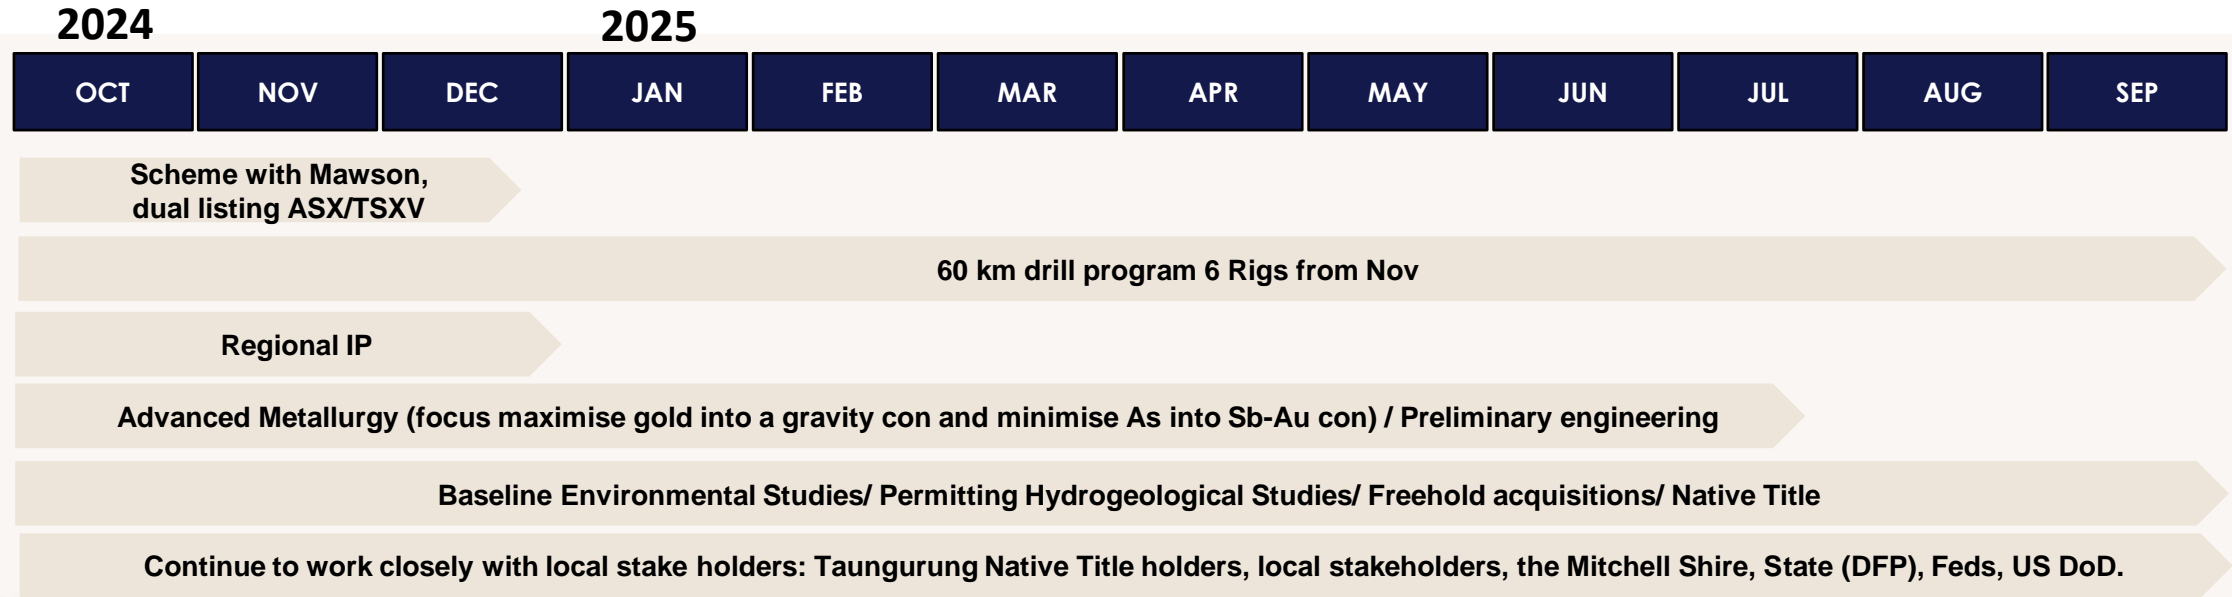 2024 2025
OCT NOV DEC JAN FEB MAR APR MAY JUN JUL AUG SEP
Scheme with Mawson,
dual listing ASX/TSXV
60 km drill program 6 Rigs from Nov
Regional IP
Advanced Metallurgy (focus maximise gold into a gravity con and minimise As into Sb-Au con) / Preliminary engineering
Baseline Environmental Studies/ Permitting Hydrogeological Studies/ Freehold acquisitions/ Native Title
Continue to work closely with local stake holders: Taungurung Native Title holders, local stakeholders, the Mitchell Shire, State (DFP), Feds, US DoD.